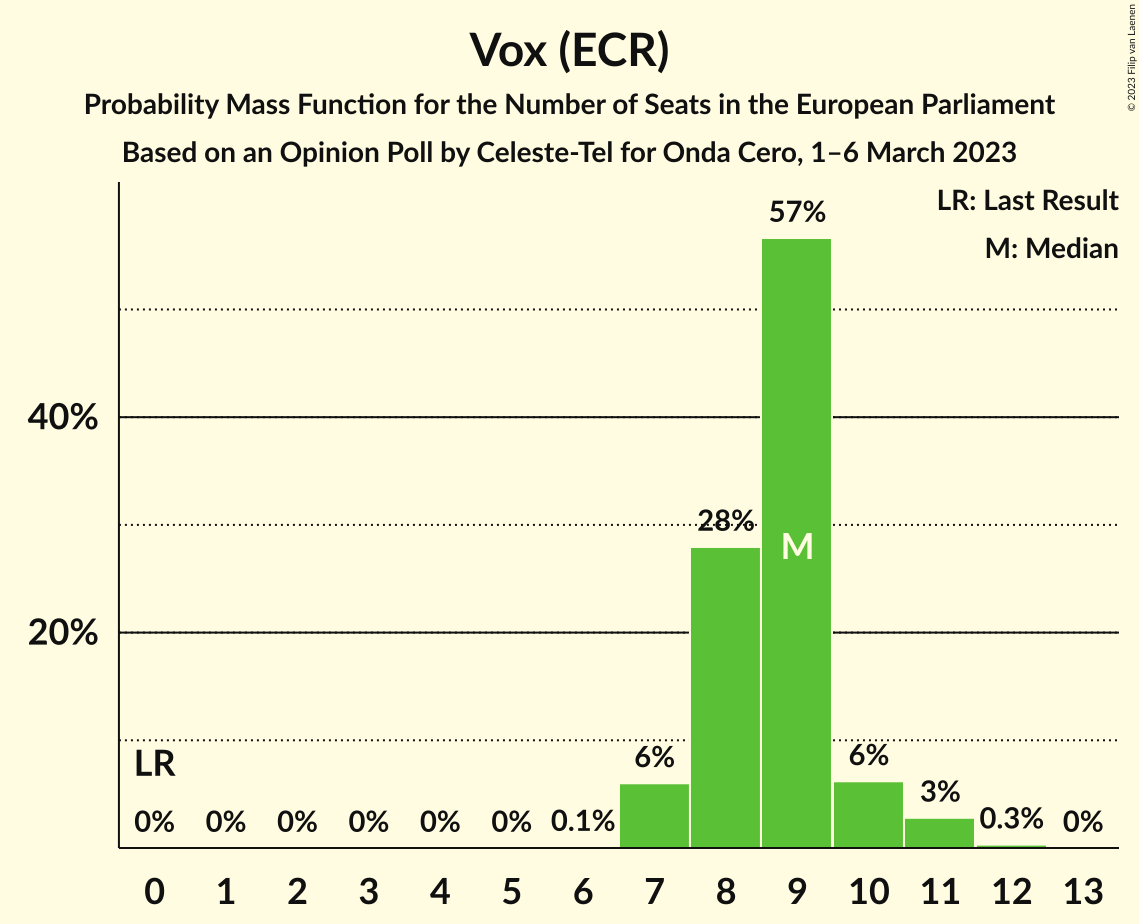 Vox (ECR)
Probability Mass Function for the Number of Seats in the European Parliament
Based on an Opinion Poll by Celeste-Tel for Onda Cero, 1–6 March 2023
© 2023 Filip van Laenen
LR: Last Result
M: Median
57%
40%
28%
M
20%
LR
6%
6%
3%
0%
0%
0%
0%
0%
0%
0.1%
0.3%
0%
0 1 2 3 4 5 6 7 8 9 10 11 12 13